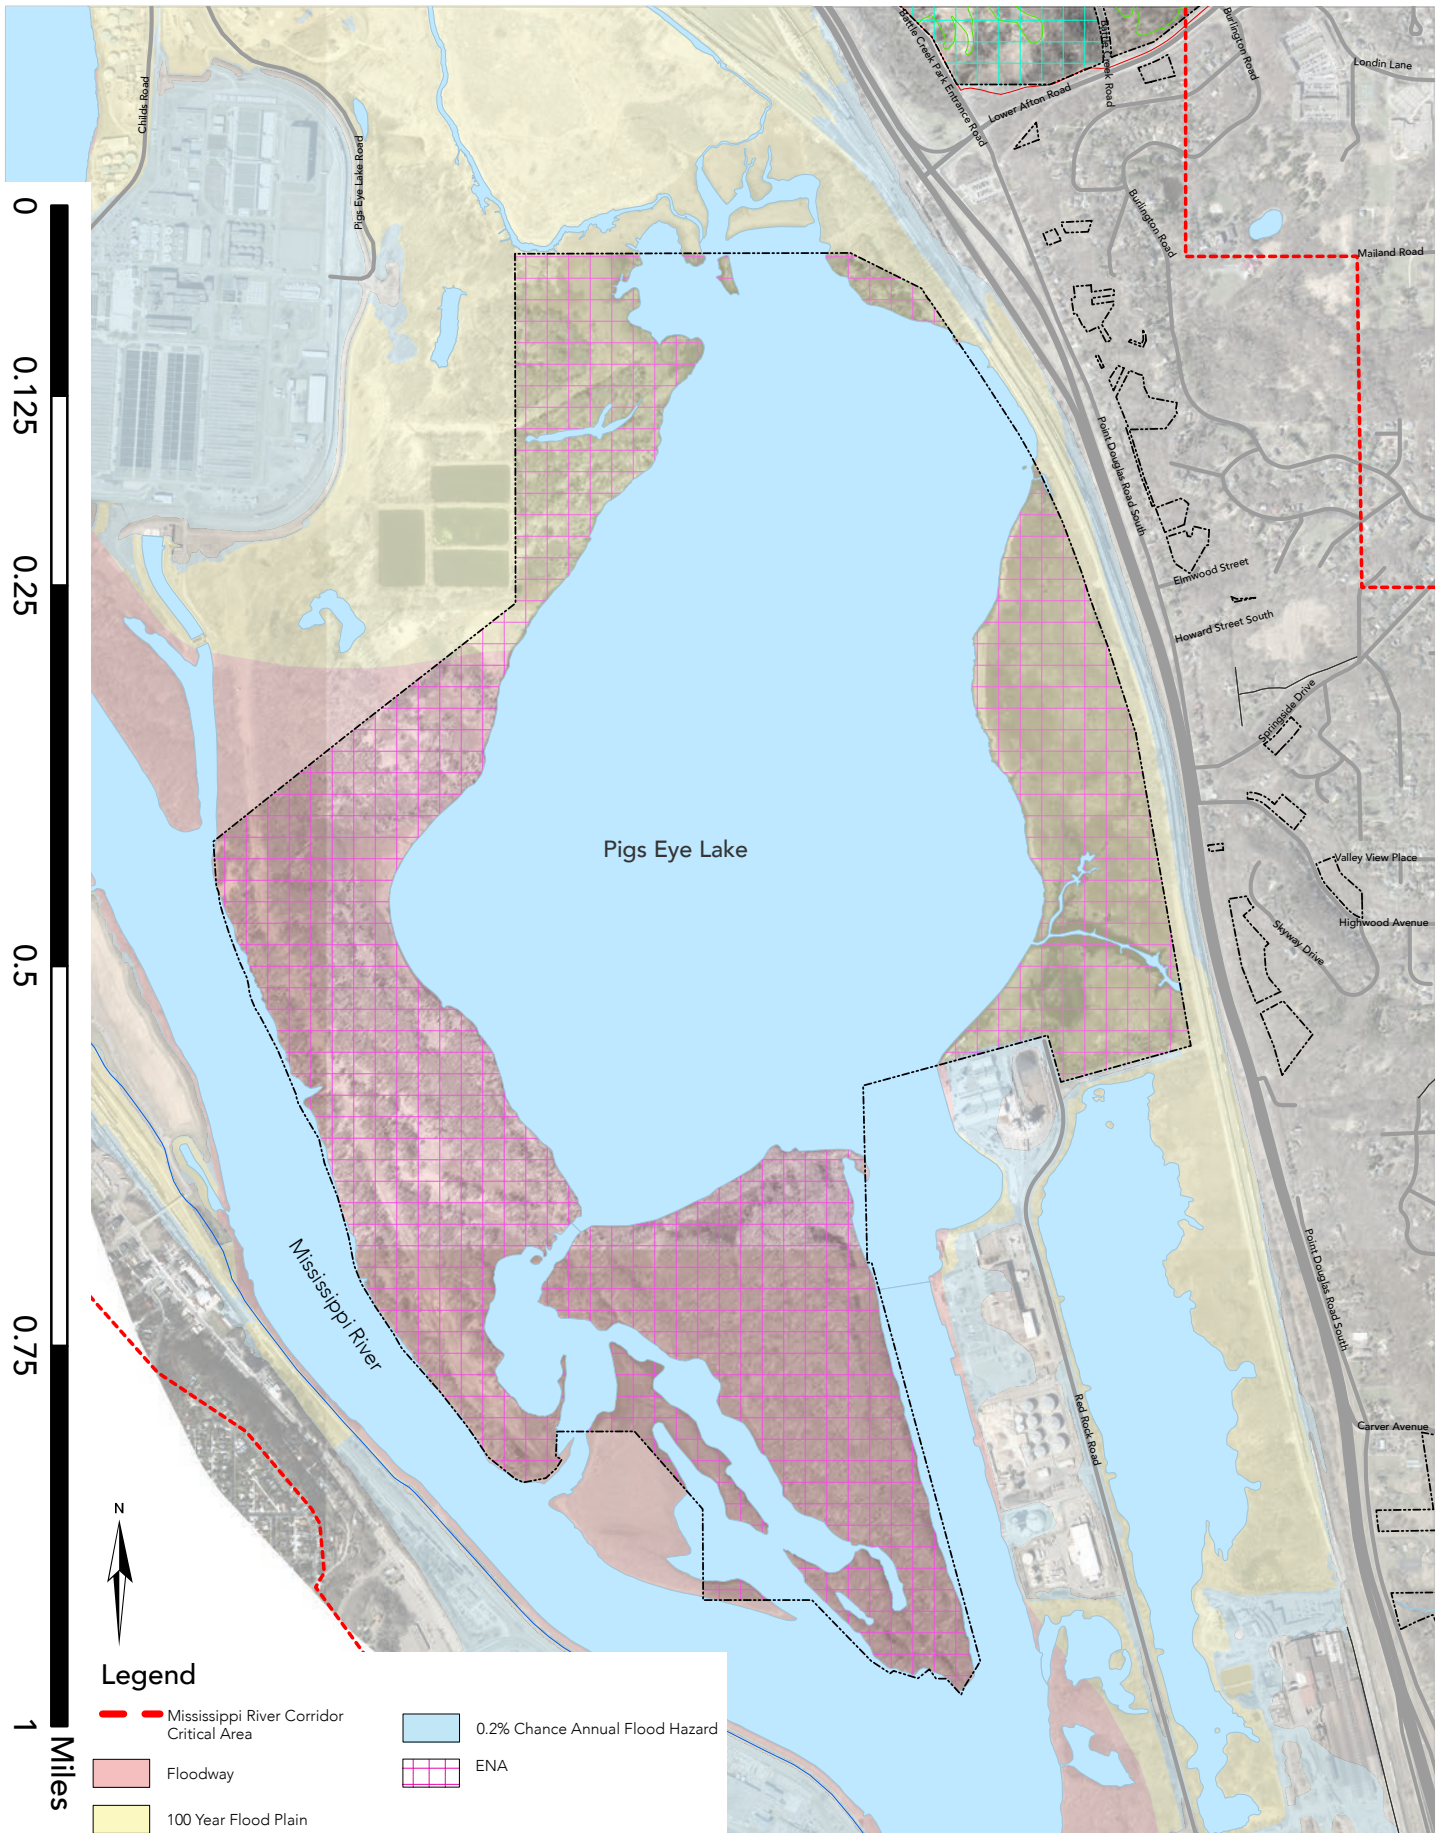 Childs Road
Pigs Eye Lake Road
Battle Creek Park Entrance Road
Battle Creek Road
Lower Afton Road
Burlington Road
Londin Lane
Burlington Road
Mailand Road
Point Douglas Road South
Elmwood Street
Howard Street South
Springside Drive
Valley View Place
Highwood Avenue
Skyway Drive
Pigs Eye Lake
Mississippi River
Point Douglas Road South
Red Rock Road
Carver Avenue
0
0.125
0.25
0.5
0.75
1
Miles
N
Legend
Mississippi River Corridor
Critical Area
Floodway
100 Year Flood Plain
0.2% Chance Annual Flood Hazard
ENA